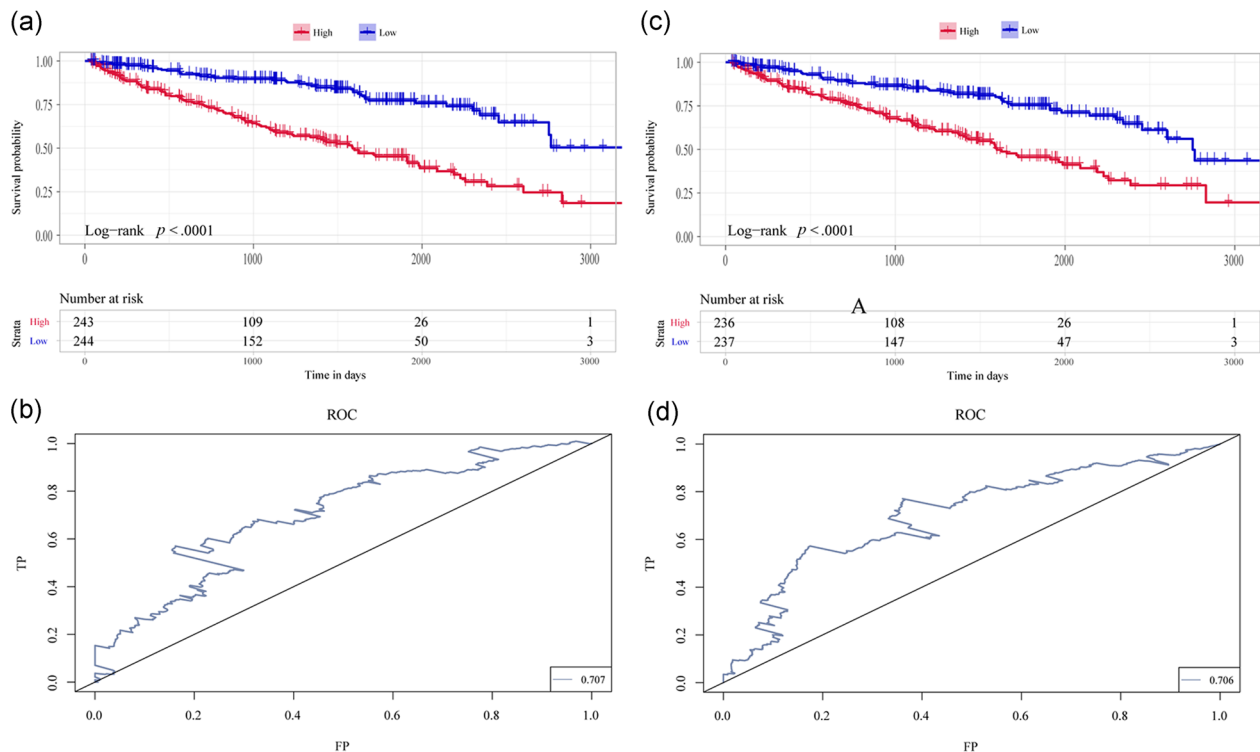 (a)
High Low
1.00
0.75
0.50
0.25
0.00
Survival probability
Log-rank p < .0001
0 1000 2000 3000
Number at risk
Strata
High 243 109 26 1
Low 244 152 50 3
0 1000 2000 3000
Time in days
(c)
High Low
1.00
0.75
0.50
0.25
0.00
Survival probability
Log-rank p < .0001
0 1000 2000 3000
Number at risk
A
Strata
High 236 108 26 1
Low 237 147 47 3
0 1000 2000 3000
Time in days
(b)
ROC
1.0
0.8
0.6
0.4
0.2
0.0
TP
0.707
0.0 0.2 0.4 0.6 0.8 1.0
FP
(d)
ROC
1.0
0.8
0.6
0.4
0.2
0.0
TP
0.706
0.0 0.2 0.4 0.6 0.8 1.0
FP